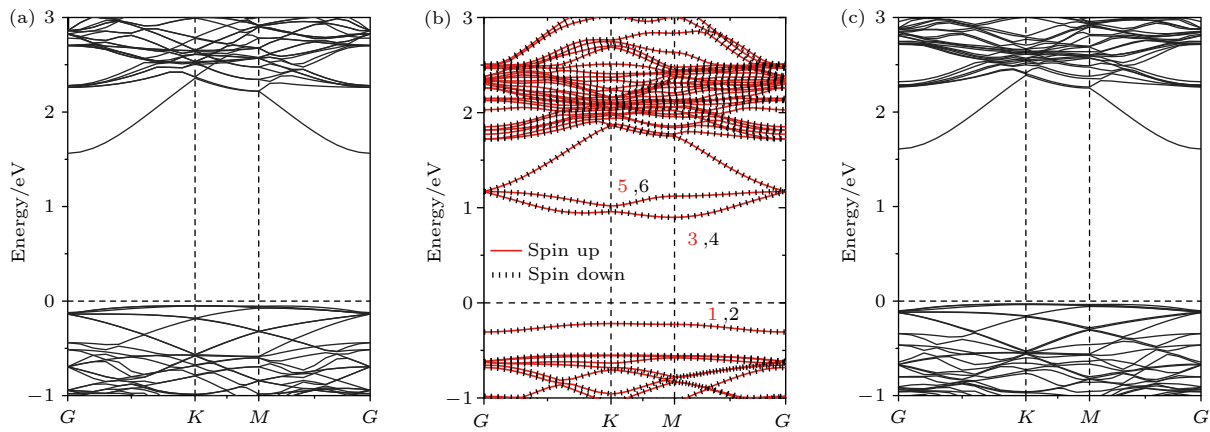 (a)
3
2
1
0
−1
Energy/eV
G
K
M
G
(b)
3
2
1
0
−1
Energy/eV
5 ,6
3 ,4
Spin up
Spin down
1 ,2
G
K
M
G
(c)
3
2
1
0
−1
Energy/eV
G
K
M
G